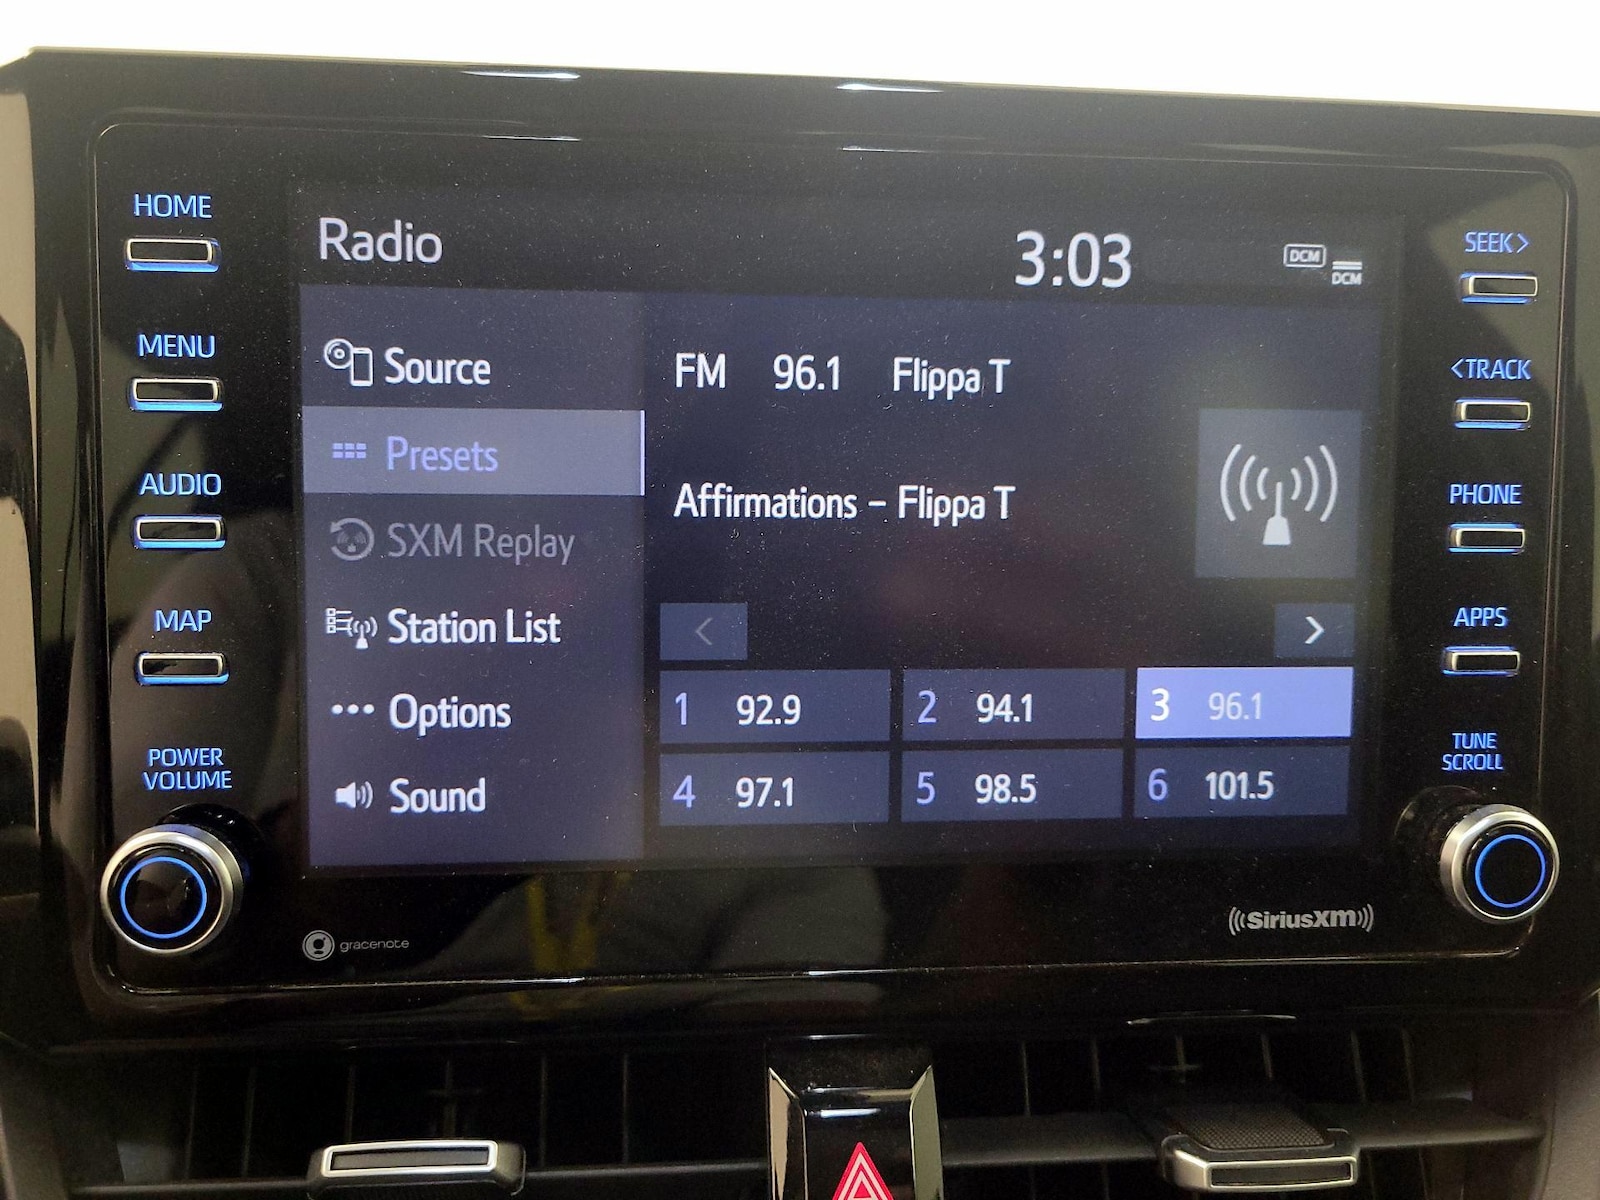 HOME
MENU
AUDIO
MAP
POWER
VOLUME
Radio
3:03
DCM
DCM
Source
Presets
SXM Replay
Station List
Options
Sound
FM 96.1 Flippa T
Affirmations – Flippa T
< >
1 92.9 2 94.1 3 96.1
4 97.1 5 98.5 6 101.5
SEEK>
<TRACK
PHONE
APPS
TUNE
SCROLL
gracenote
SiriusXM